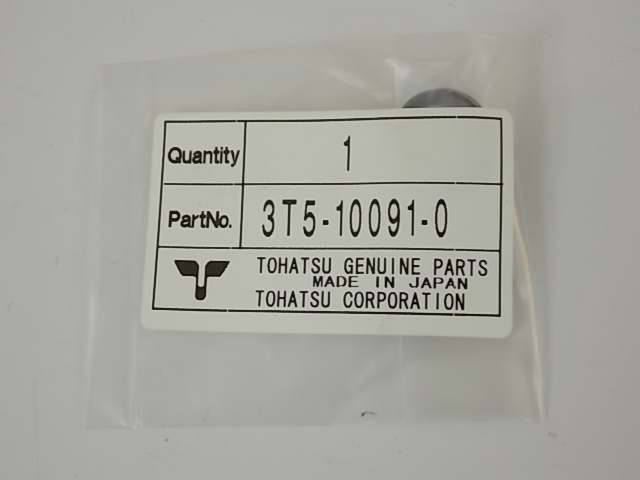 Quantity 1
PartNo. 3T5-10091-0
TOHATSU GENUINE PARTS
MADE IN JAPAN
TOHATSU CORPORATION